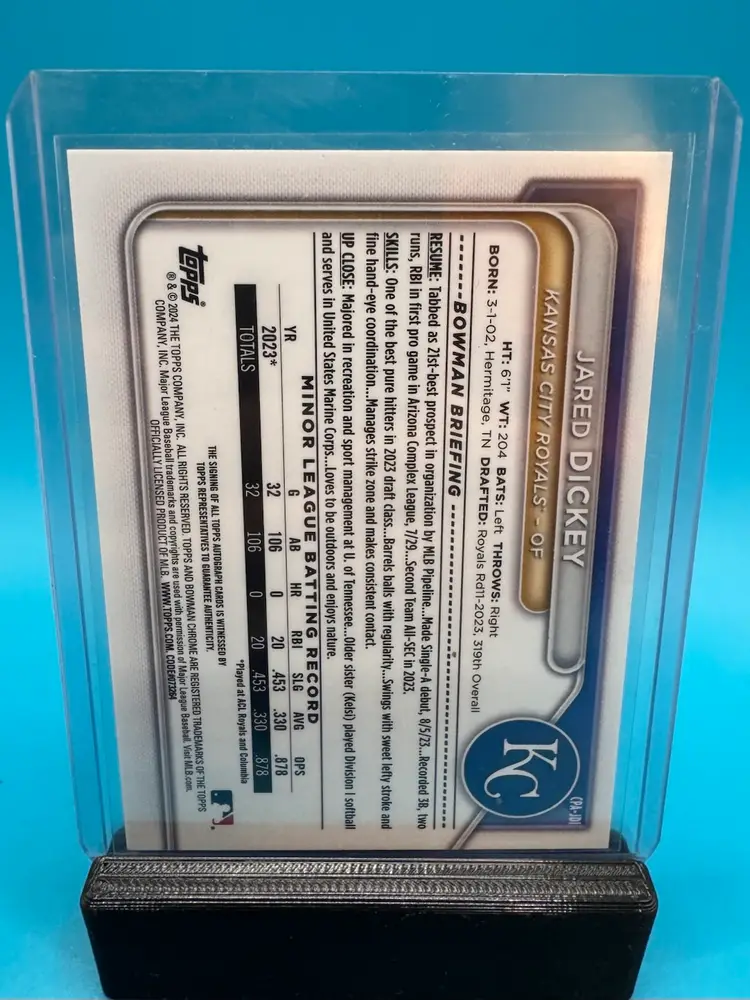 CPA-JDI
JARED DICKEY
KANSAS CITY ROYALS® – OF
KC
HT: 6'1" WT: 204 BATS: Left THROWS: Right
BORN: 3-1-02, Hermitage, TN DRAFTED: Royals Rd11-2023, 319th Overall
BOWMAN BRIEFING
RESUME: Tabbed as 21st-best prospect in organization by MLB Pipeline...Made Single-A debut, 8/5/23...Recorded 3B, two
runs, RBI in first pro game in Arizona Complex League, 7/29...Second Team All-SEC in 2023.
SKILLS: One of the best pure hitters in 2023 draft class...Barrels balls with regularity...Swings with sweet lefty stroke and
fine hand-eye coordination...Manages strike zone and makes consistent contact.
UP CLOSE: Majored in recreation and sport management at U. of Tennessee...Older sister (Kelsi) played Division I softball
and serves in United States Marine Corps...Loves to be outdoors and enjoys nature.
MINOR LEAGUE BATTING RECORD
YR G AB HR RBI SLG AVG OPS
2023* 32 106 0 20 .453 .330 .878
TOTALS 32 106 0 20 .453 .330 .878
*Played at ACL Royals and Columbia
THE SIGNING OF ALL TOPPS AUTOGRAPH CARDS IS WITNESSED BY
TOPPS REPRESENTATIVES TO GUARANTEE AUTHENTICITY.
topps®
® & © 2024 THE TOPPS COMPANY, INC. ALL RIGHTS RESERVED. TOPPS AND BOWMAN CHROME ARE REGISTERED TRADEMARKS OF THE TOPPS
COMPANY, INC. Major League Baseball trademarks and copyrights are used with permission of Major League Baseball. Visit MLB.com.
OFFICIALLY LICENSED PRODUCT OF MLB. WWW.TOPPS.COM.